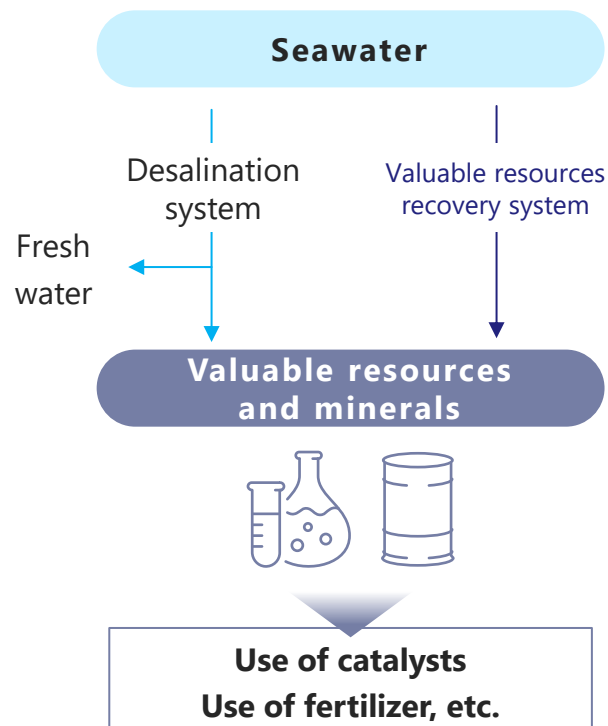 Seawater
Desalination
system
Valuable resources
recovery system
Fresh
water
Valuable resources
and minerals
Use of catalysts
Use of fertilizer, etc.